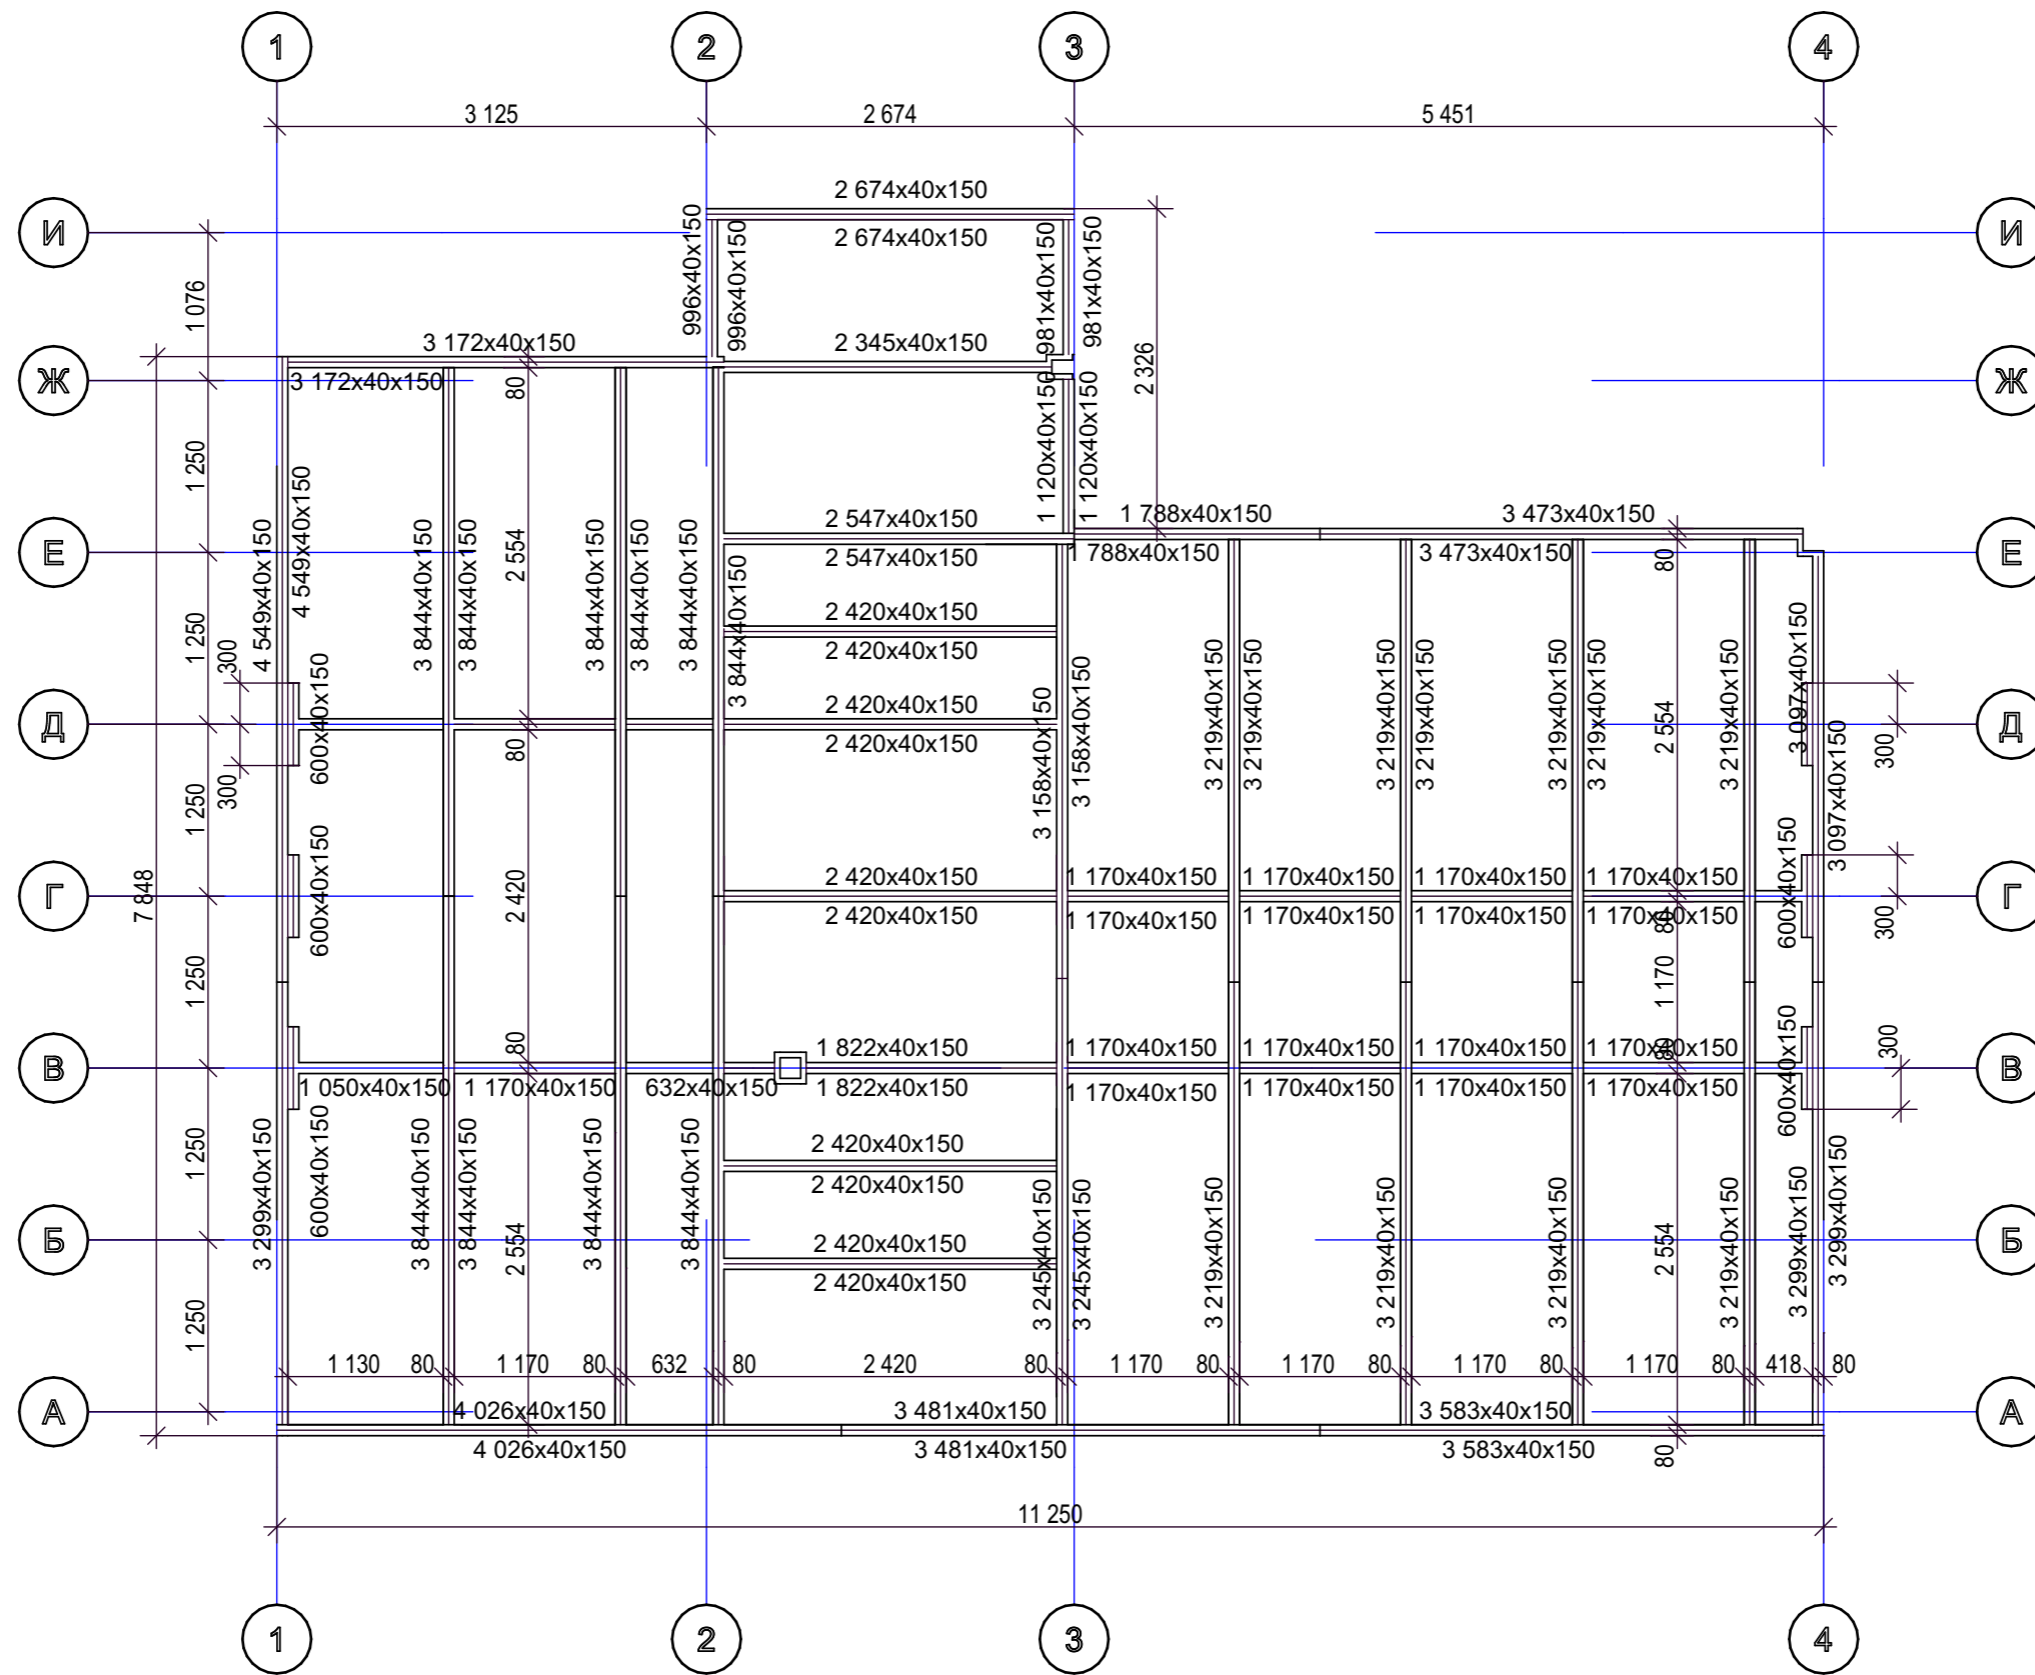 1 2 3 4
3 125 2 674 5 451
2 674x40x150
И И
2 674x40x150
996x40x150
996x40x150
981x40x150
981x40x150
1 076
3 172x40x150 2 345x40x150
2 326
Ж Ж
3 172x40x150
80
1 120x40x150
1 120x40x150
1 250
4 549x40x150
4 549x40x150
3 844x40x150
3 844x40x150
2 554
3 844x40x150
3 844x40x150
3 844x40x150
3 844x40x150
2 547x40x150 1 788x40x150 3 473x40x150
Е Е
2 547x40x150 1 788x40x150 3 473x40x150
80
2 420x40x150
2 420x40x150
1 250
300
600x40x150
3 158x40x150
3 158x40x150
3 219x40x150
3 219x40x150
3 219x40x150
3 219x40x150
3 219x40x150
3 219x40x150
3 219x40x150
2 554
3 097x40x150
3 097x40x150
2 420x40x150
Д Д
2 420x40x150
80
300
300
1 250
7 848
600x40x150
2 420
2 420x40x150 1 170x40x150 1 170x40x150 1 170x40x150 1 170x40x150
Г Г
2 420x40x150 1 170x40x150 1 170x40x150 1 170x40x150 1 170x40x150
80
600x40x150
300
1 250
1 170
80
1 822x40x150 1 170x40x150 1 170x40x150 1 170x40x150 1 170x40x150
80
300
В В
1 050x40x150 1 170x40x150 632x40x150 1 822x40x150 1 170x40x150 1 170x40x150 1 170x40x150 1 170x40x150
600x40x150
600x40x150
1 250
2 420x40x150
2 420x40x150
3 299x40x150
3 844x40x150
3 844x40x150
2 554
3 844x40x150
3 844x40x150
3 245x40x150
3 245x40x150
3 219x40x150
3 219x40x150
3 219x40x150
2 554
3 219x40x150
3 299x40x150
3 299x40x150
Б Б
2 420x40x150
2 420x40x150
1 250
1 130 80 1 170 80 632 80 2 420 80 1 170 80 1 170 80 1 170 80 1 170 80 418 80
А А
4 026x40x150 3 481x40x150 3 583x40x150
4 026x40x150 3 481x40x150 3 583x40x150
80
11 250
1 2 3 4